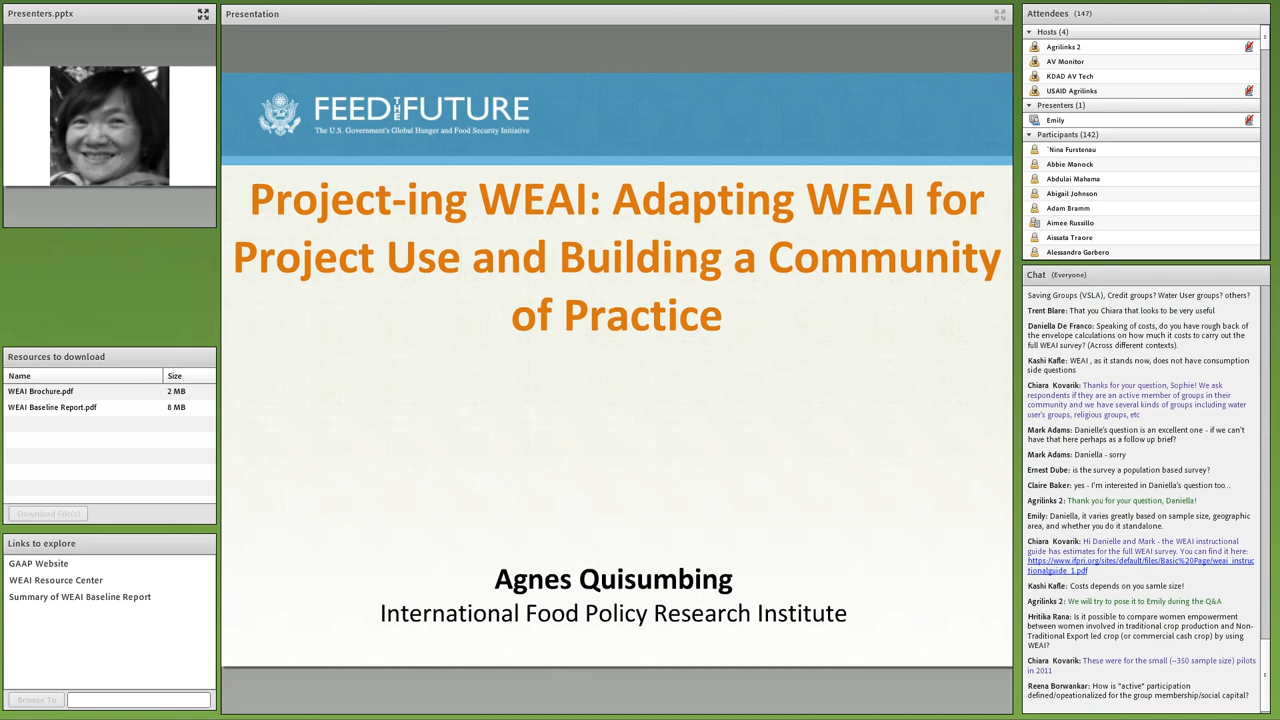 Presenters.pptx
Presentation
FEED THE FUTURE
The U.S. Government's Global Hunger and Food Security Initiative
Project-ing WEAI: Adapting WEAI for
Project Use and Building a Community
of Practice
Agnes Quisumbing
International Food Policy Research Institute
Resources to download
Name Size
WEAI Brochure.pdf 2 MB
WEAI Baseline Report.pdf 8 MB
Download File(s)
Links to explore
GAAP Website
WEAI Resource Center
Summary of WEAI Baseline Report
Browse To
Attendees (147)
Hosts (4)
Agrilinks 2
AV Monitor
KDAD AV Tech
USAID Agrilinks
Presenters (1)
Emily
Participants (142)
`Nina Furstenau
Abbie Manock
Abdulai Mahama
Abigail Johnson
Adam Bramm
Aimee Russillo
Aissata Traore
Alessandra Garbero
Chat (Everyone)
Saving Groups (VSLA), Credit groups? Water User groups? others?
Trent Blare: That you Chiara that looks to be very useful
Daniella De Franco: Speaking of costs, do you have rough back of
the envelope calculations on how much it costs to carry out the
full WEAI survey? (Across different contexts).
Kashi Kafle: WEAI , as it stands now, does not have consumption
side questions
Chiara Kovarik: Thanks for your question, Sophie! We ask
respondents if they are an active member of groups in their
community and we have several kinds of groups including water
user's groups, religious groups, etc
Mark Adams: Danielle's question is an excellent one - if we can't
have that here perhaps as a follow up brief?
Mark Adams: Daniella - sorry
Ernest Dube: is the survey a population based survey?
Claire Baker: yes - I'm interested in Daniella's question too...
Agrilinks 2: Thank you for your question, Daniella!
Emily: Daniella, it varies greatly based on sample size, geographic
area, and whether you do it standalone.
Chiara Kovarik: Hi Danielle and Mark - the WEAI instructional
guide has estimates for the full WEAI survey. You can find it here:
https://www.ifpri.org/sites/default/files/Basic%20Page/weai_instruc
tionalguide_1.pdf
Kashi Kafle: Costs depends on you samle size!
Agrilinks 2: We will try to pose it to Emily during the Q&A
Hritika Rana: Is it possible to compare women empowerment
between women involved in traditional crop production and Non-
Traditional Export led crop (or commercial cash crop) by using
WEAI?
Chiara Kovarik: These were for the small (~350 sample size) pilots
in 2011
Reena Borwankar: How is "active" participation
defined/opeationalized for the group membership/social capital?